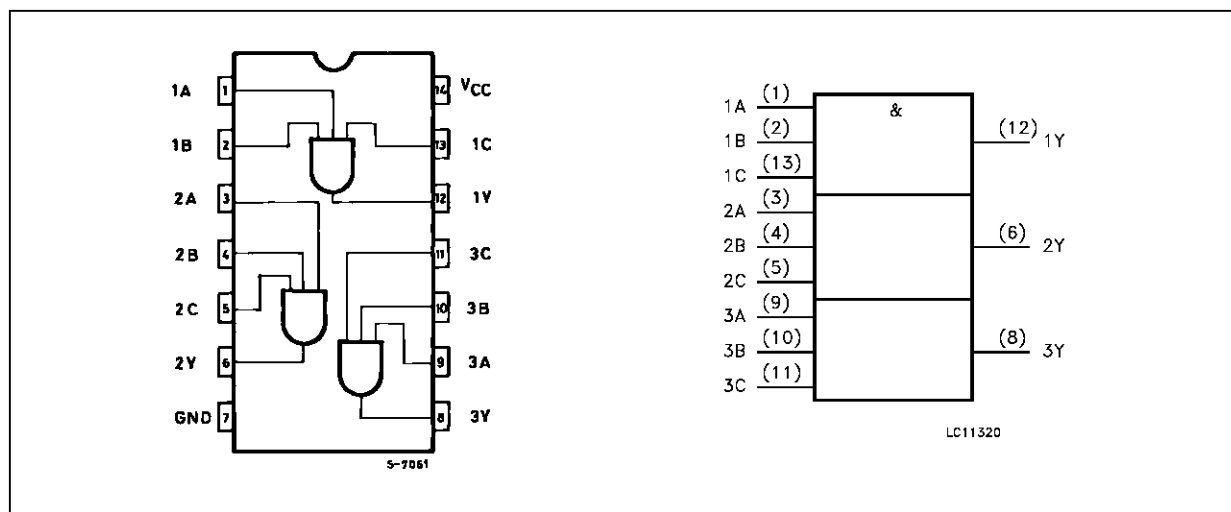 1A 1 14 VCC
1B 2 13 1C
2A 3 12 1Y
2B 4 11 3C
2C 5 10 3B
2Y 6 9 3A
GND 7 8 3Y
S-7061
&
1A (1)
1B (2)
1C (13)
2A (3)
2B (4)
2C (5)
3A (9)
3B (10)
3C (11)
(12) 1Y
(6) 2Y
(8) 3Y
LC11320